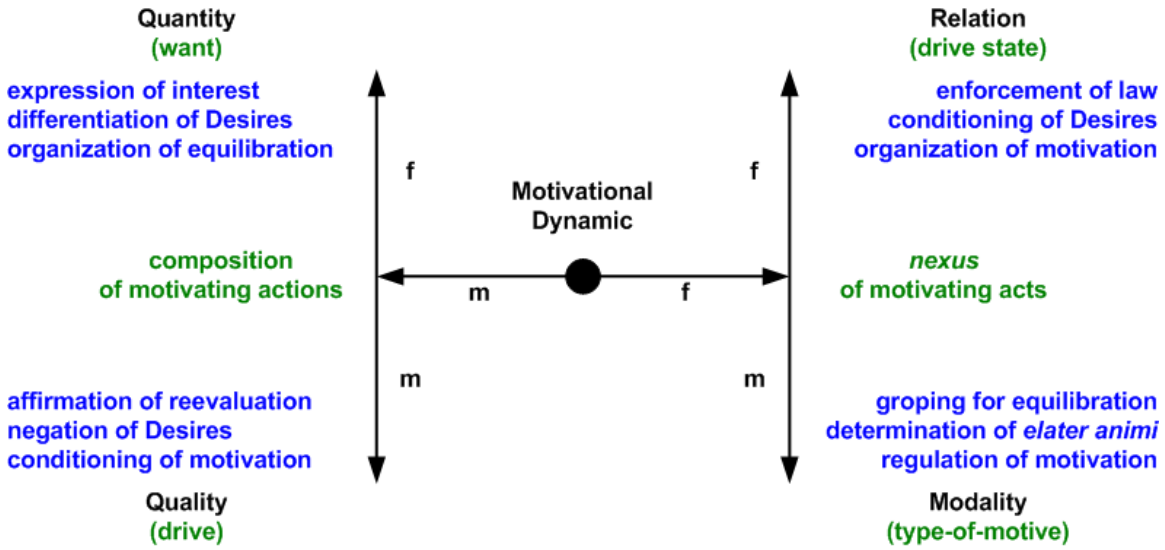 Quantity
(want)
expression of interest
differentiation of Desires
organization of equilibration
Relation
(drive state)
enforcement of law
conditioning of Desires
organization of motivation
f
f
Motivational
Dynamic
composition
of motivating actions
m
f
nexus
of motivating acts
m
m
affirmation of reevaluation
negation of Desires
conditioning of motivation
Quality
(drive)
groping for equilibration
determination of elater animi
regulation of motivation
Modality
(type-of-motive)